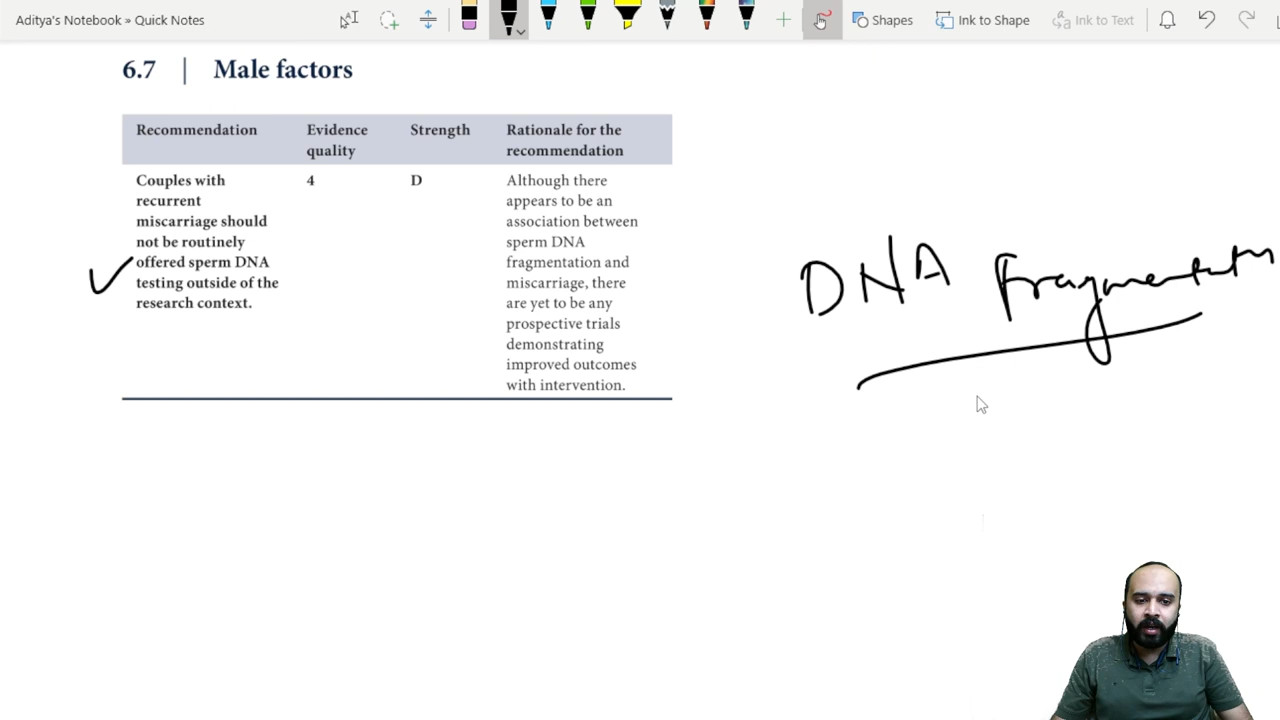 Aditya's Notebook » Quick Notes
Shapes
Ink to Shape
Ink to Text
6.7 | Male factors
Recommendation
Evidence
quality
Strength
Rationale for the
recommendation
Couples with
recurrent
miscarriage should
not be routinely
offered sperm DNA
testing outside of the
research context.
4
D
Although there
appears to be an
association between
sperm DNA
fragmentation and
miscarriage, there
are yet to be any
prospective trials
demonstrating
improved outcomes
with intervention.
DNA